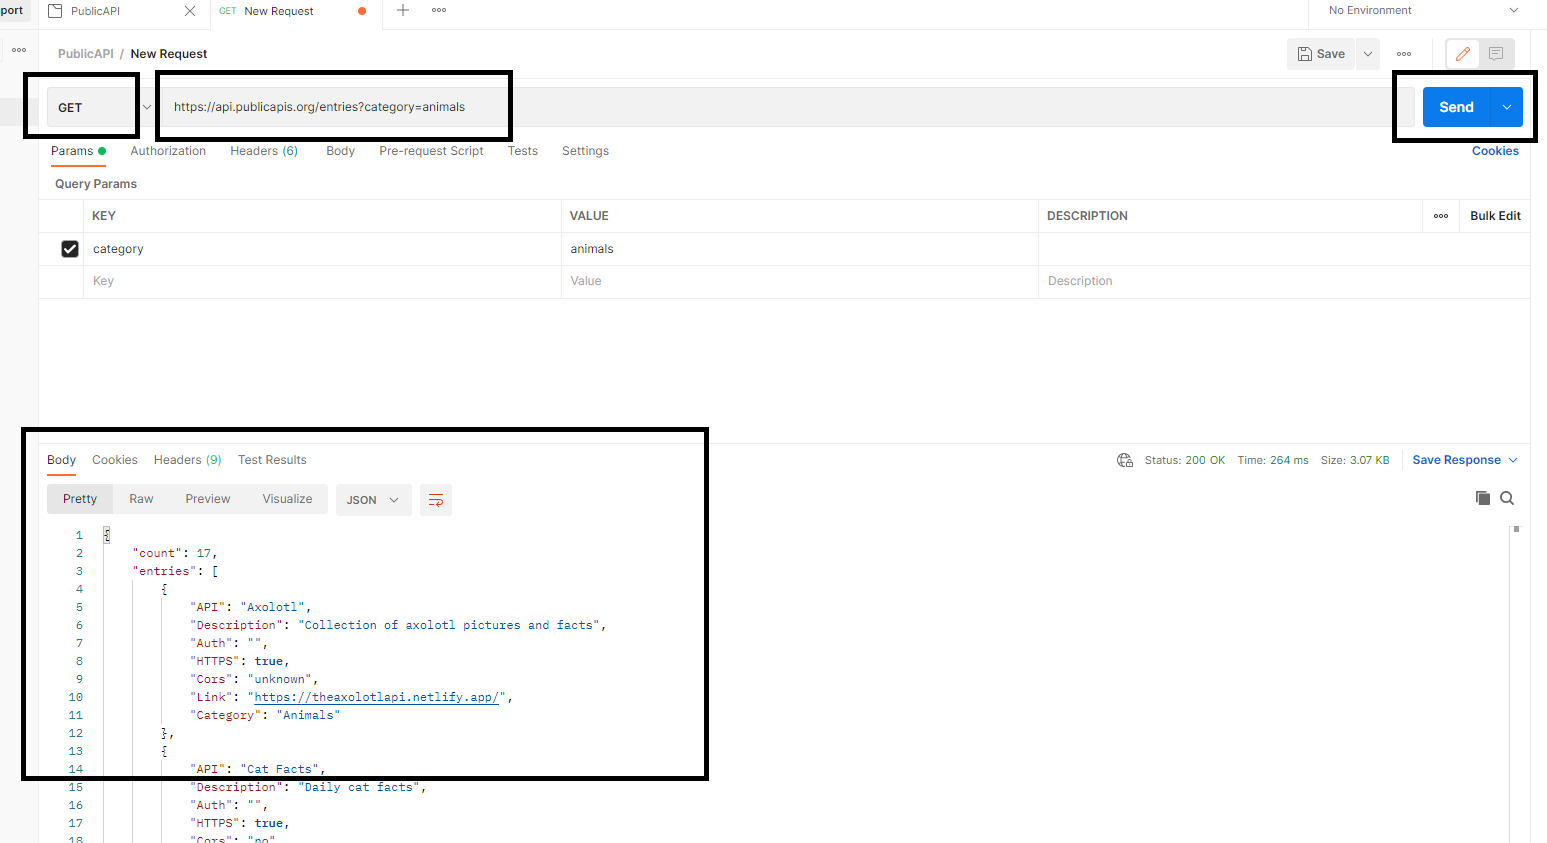 port
PublicAPI
GET New Request
No Environment
PublicAPI / New Request
Save
GET
https://api.publicapis.org/entries?category=animals
Send
Params
Authorization
Headers (6)
Body
Pre-request Script
Tests
Settings
Cookies
Query Params
KEY VALUE DESCRIPTION Bulk Edit
category animals
Key Value Description
Body Cookies Headers (9) Test Results
Status: 200 OK Time: 264 ms Size: 3.07 KB Save Response
Pretty Raw Preview Visualize JSON
1 {
2 "count": 17,
3 "entries": [
4 {
5 "API": "Axolotl",
6 "Description": "Collection of axolotl pictures and facts",
7 "Auth": "",
8 "HTTPS": true,
9 "Cors": "unknown",
10 "Link": "https://theaxolotlapi.netlify.app/",
11 "Category": "Animals"
12 },
13 {
14 "API": "Cat Facts",
15 "Description": "Daily cat facts",
16 "Auth": "",
17 "HTTPS": true,
18 "Cors": "no"